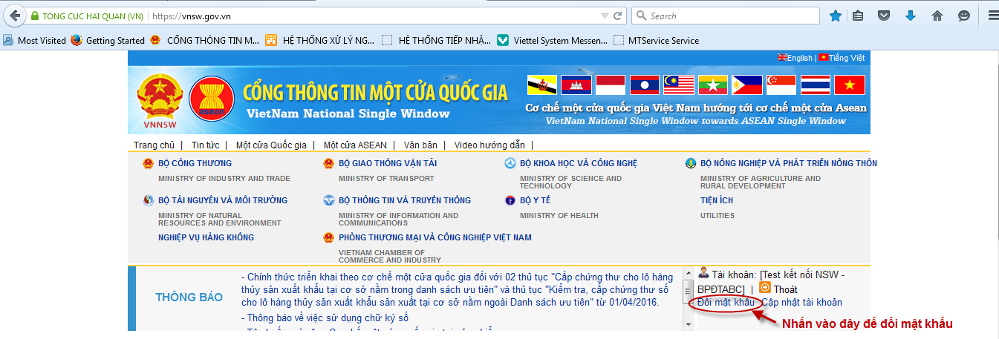 TONG CUC HAI QUAN (VN) https://vnsw.gov.vn Search
Most Visited Getting Started CỔNG THÔNG TIN M... HỆ THỐNG XỬ LÝ NG... HỆ THỐNG TIẾP NHẬ... Viettel System Messen... MTService Service
English | Tiếng Việt
CỔNG THÔNG TIN MỘT CỬA QUỐC GIA
VietNam National Single Window
asean
VNNSW
Cơ chế một cửa quốc gia Việt Nam hướng tới cơ chế một cửa Asean
VietNam National Single Window towards ASEAN Single Window
Trang chủ | Tin tức | Một cửa Quốc gia | Một cửa ASEAN | Văn bản | Video hướng dẫn |
BỘ CÔNG THƯƠNG
MINISTRY OF INDUSTRY AND TRADE
BỘ GIAO THÔNG VẬN TẢI
MINISTRY OF TRANSPORT
BỘ KHOA HỌC VÀ CÔNG NGHỆ
MINISTRY OF SCIENCE AND
TECHNOLOGY
BỘ NÔNG NGHIỆP VÀ PHÁT TRIỂN NÔNG THÔN
MINISTRY OF AGRICULTURE AND
RURAL DEVELOPMENT
BỘ TÀI NGUYÊN VÀ MÔI TRƯỜNG
MINISTRY OF NATURAL
RESOURCES AND ENVIRONMENT
BỘ THÔNG TIN VÀ TRUYỀN THÔNG
MINISTRY OF INFORMATION AND
COMMUNICATIONS
BỘ Y TẾ
MINISTRY OF HEALTH
TIỆN ÍCH
UTILITIES
NGHIỆP VỤ HÀNG KHÔNG
PHÒNG THƯƠNG MẠI VÀ CÔNG NGHIỆP VIỆT NAM
VIETNAM CHAMBER OF
COMMERCE AND INDUSTRY
THÔNG BÁO
- Chính thức triển khai theo cơ chế một cửa quốc gia đối với 02 thủ tục "Cấp chứng thư cho lô hàng
thủy sản xuất khẩu tại cơ sở nằm trong danh sách ưu tiên" và thủ tục "Kiểm tra, cấp chứng thư số
cho lô hàng thủy sản xuất khẩu sản xuất tại cơ sở nằm ngoài Danh sách ưu tiên" từ 01/04/2016.
- Thông báo về việc sử dụng chữ ký số
Tài khoản: [Test kết nối NSW -
BPĐTABC] | Thoát
Đổi mật khẩu Cập nhật tài khoản
Nhấn vào đây để đổi mật khẩu